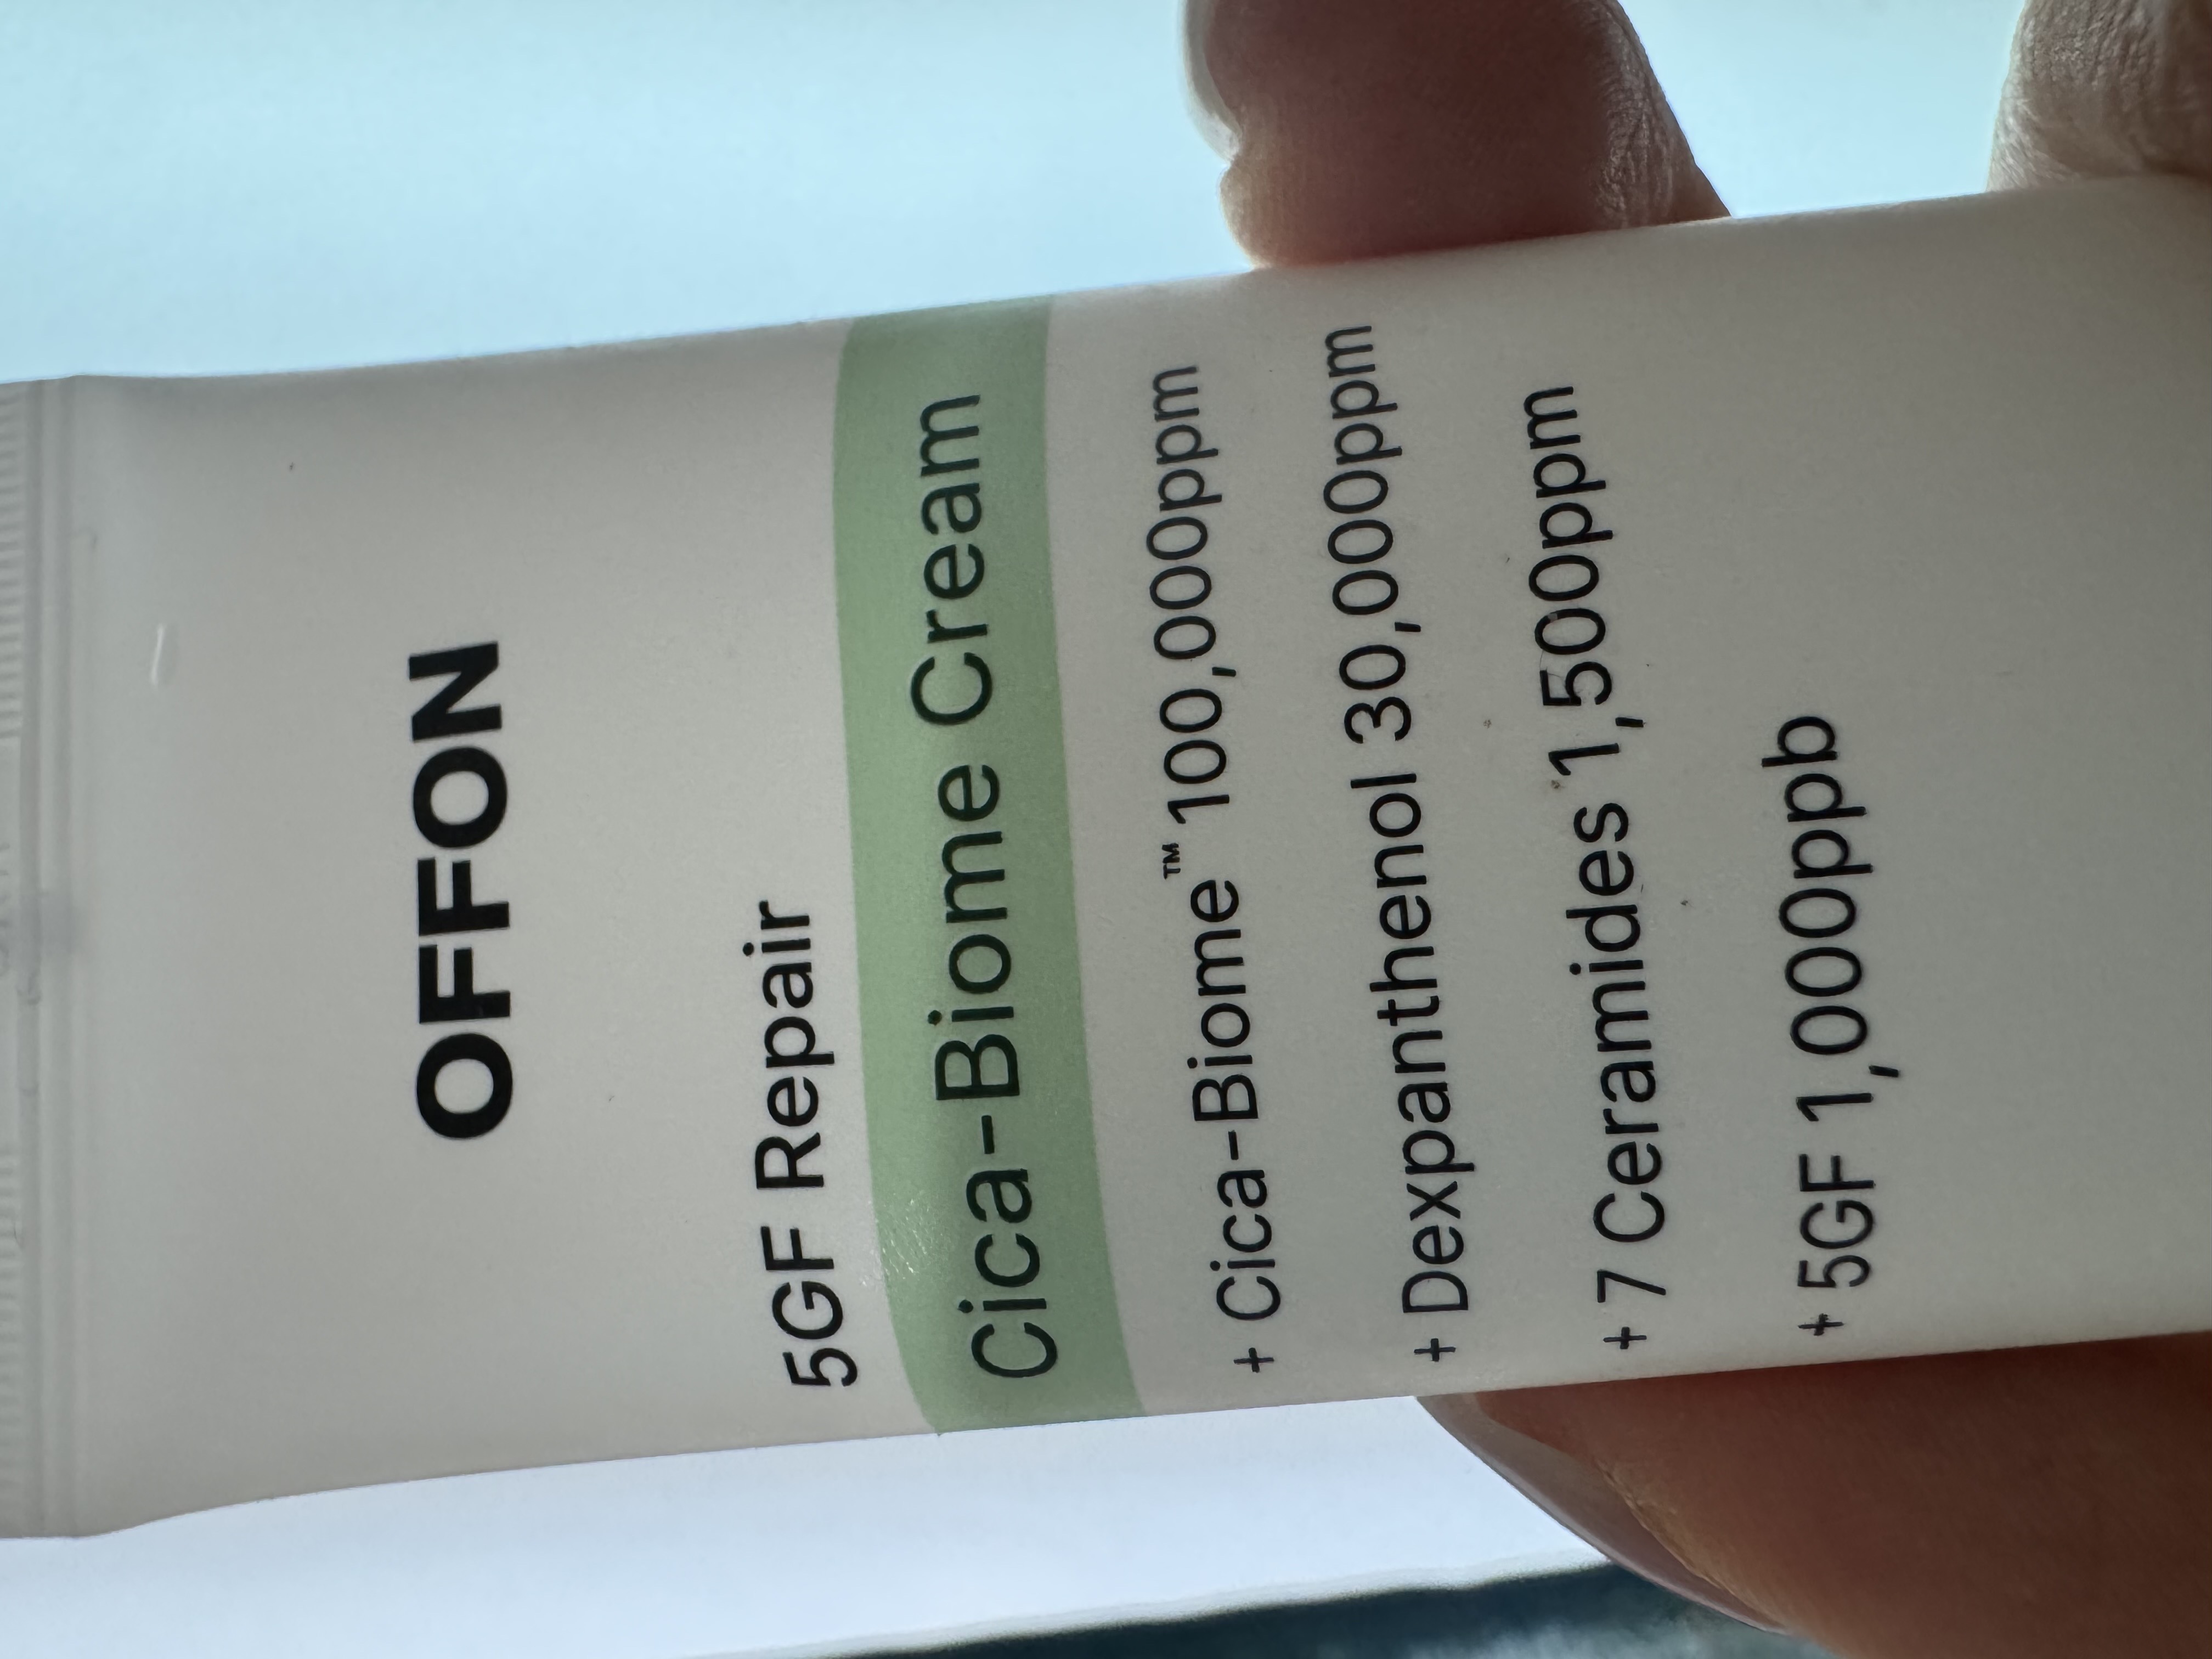 OFFON
5GF Repair
Cica-Biome Cream
+ Cica-Biome™ 100,000ppm
+ Dexpanthenol 30,000ppm
+ 7 Ceramides 1,500ppm
+ 5GF 1,000ppb